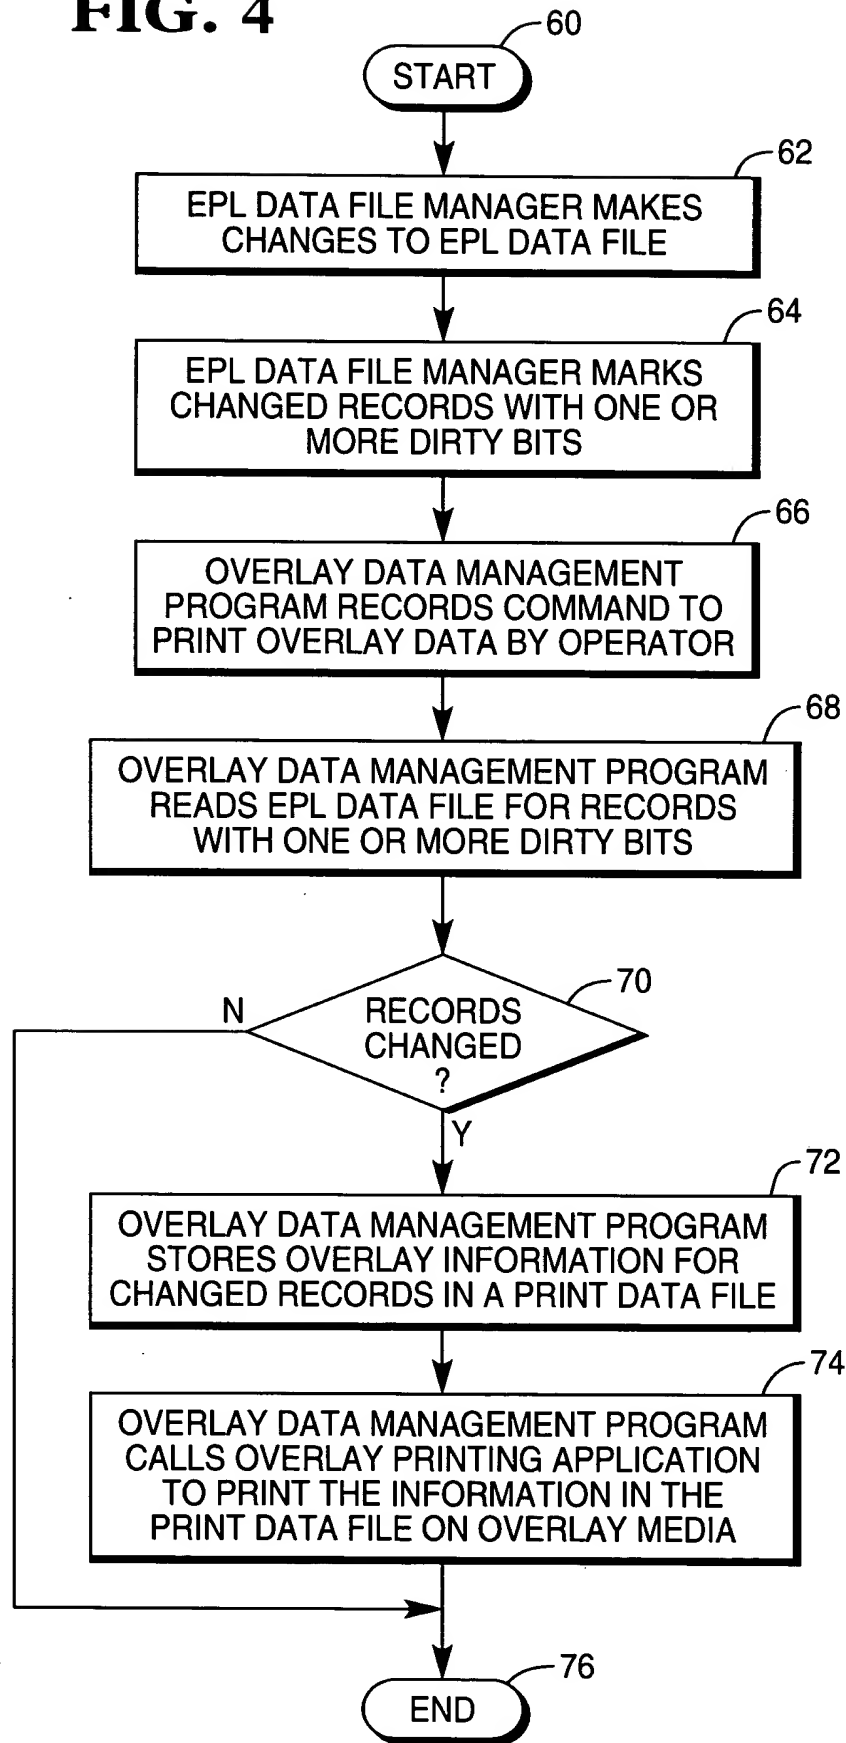 FIG. 4
60
START
62
EPL DATA FILE MANAGER MAKES
CHANGES TO EPL DATA FILE
64
EPL DATA FILE MANAGER MARKS
CHANGED RECORDS WITH ONE OR
MORE DIRTY BITS
66
OVERLAY DATA MANAGEMENT
PROGRAM RECORDS COMMAND TO
PRINT OVERLAY DATA BY OPERATOR
68
OVERLAY DATA MANAGEMENT PROGRAM
READS EPL DATA FILE FOR RECORDS
WITH ONE OR MORE DIRTY BITS
70
N
RECORDS
CHANGED
?
Y
72
OVERLAY DATA MANAGEMENT PROGRAM
STORES OVERLAY INFORMATION FOR
CHANGED RECORDS IN A PRINT DATA FILE
74
OVERLAY DATA MANAGEMENT PROGRAM
CALLS OVERLAY PRINTING APPLICATION
TO PRINT THE INFORMATION IN THE
PRINT DATA FILE ON OVERLAY MEDIA
76
END